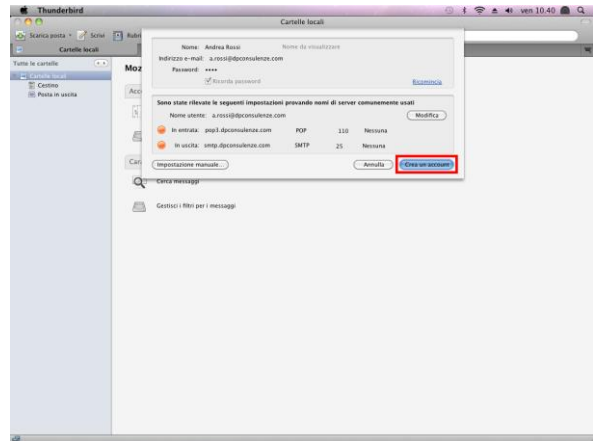 Thunderbird
ven 10.40
Cartelle locali
Scarica posta
Scrivi
Rubri
Cartelle locali
Tutte le cartelle
Cartelle locali
Cestino
Posta in uscita
Moz
Acc
Nome: Andrea Rossi Nome da visualizzare
Indirizzo e-mail: a.rossi@dpconsulenze.com
Password: ••••
Ricorda password Ricomincia
Sono state rilevate le seguenti impostazioni provando nomi di server comunemente usati
Nome utente: a.rossi@dpconsulenze.com Modifica
In entrata: pop3.dpconsulenze.com POP 110 Nessuna
In uscita: smtp.dpconsulenze.com SMTP 25 Nessuna
Impostazione manuale... Annulla Crea un account
Car
Cerca messaggi
Gestisci i filtri per i messaggi